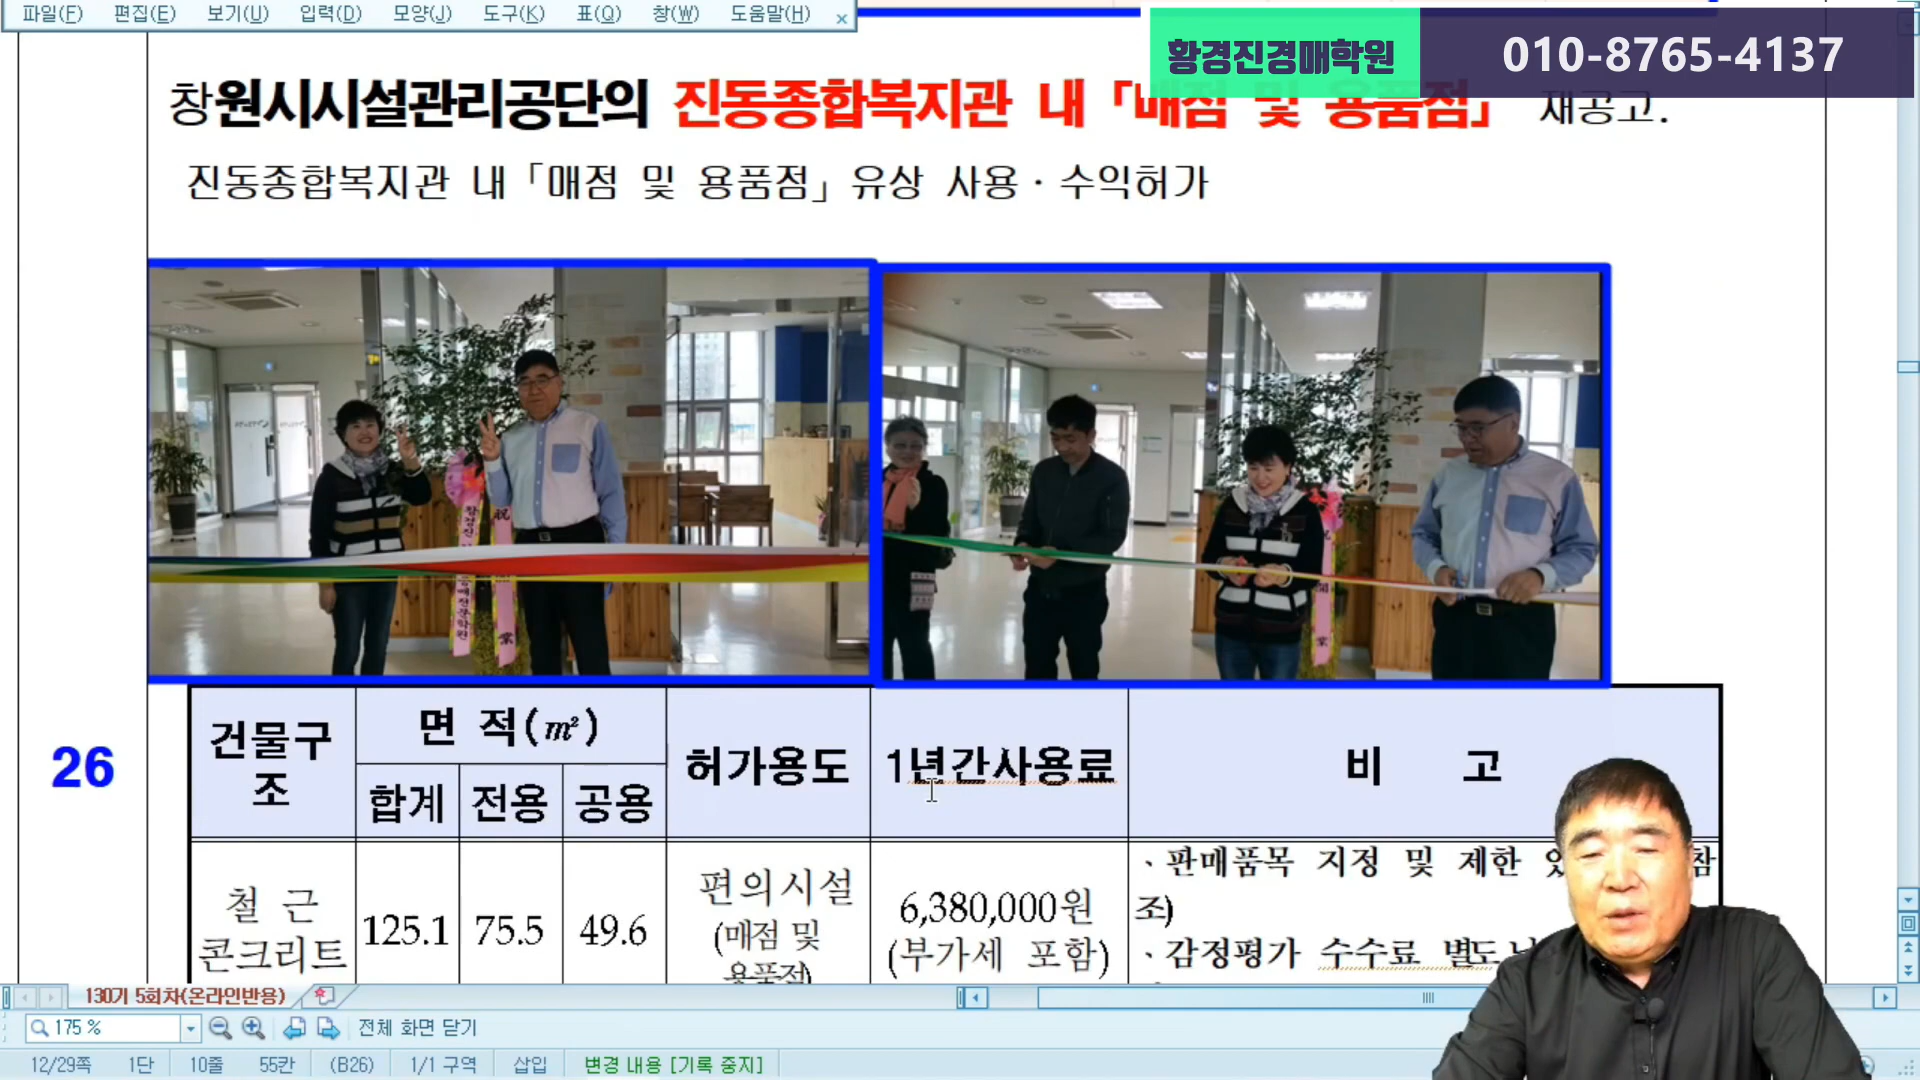 파일(F) 편집(E) 보기(U) 입력(D) 모양(J) 도구(K) 표(Q) 창(W) 도움말(H)
황경진경매학원 010-8765-4137
창원시시설관리공단의 진동종합복지관 내 「매점 및 용품점」 재공고.
진동종합복지관 내 「매점 및 용품점」 유상 사용 · 수익허가
祝
業
開
業
26
건물구조
면 적(㎡)
합계 전용 공용
허가용도
1년간사용료
비 고
철 근
콘크리트
125.1 75.5 49.6
편의시설
(매점 및
용품점)
6,380,000원
(부가세 포함)
、판매품목 지정 및 제한 참
조)
、감정평가 수수료 별도
130기 5회차(온라인반용)
175 % 전체 화면 닫기
12/29쪽 1단 10줄 55칸 (B26) 1/1 구역 삽입 변경 내용 [기록 중지]